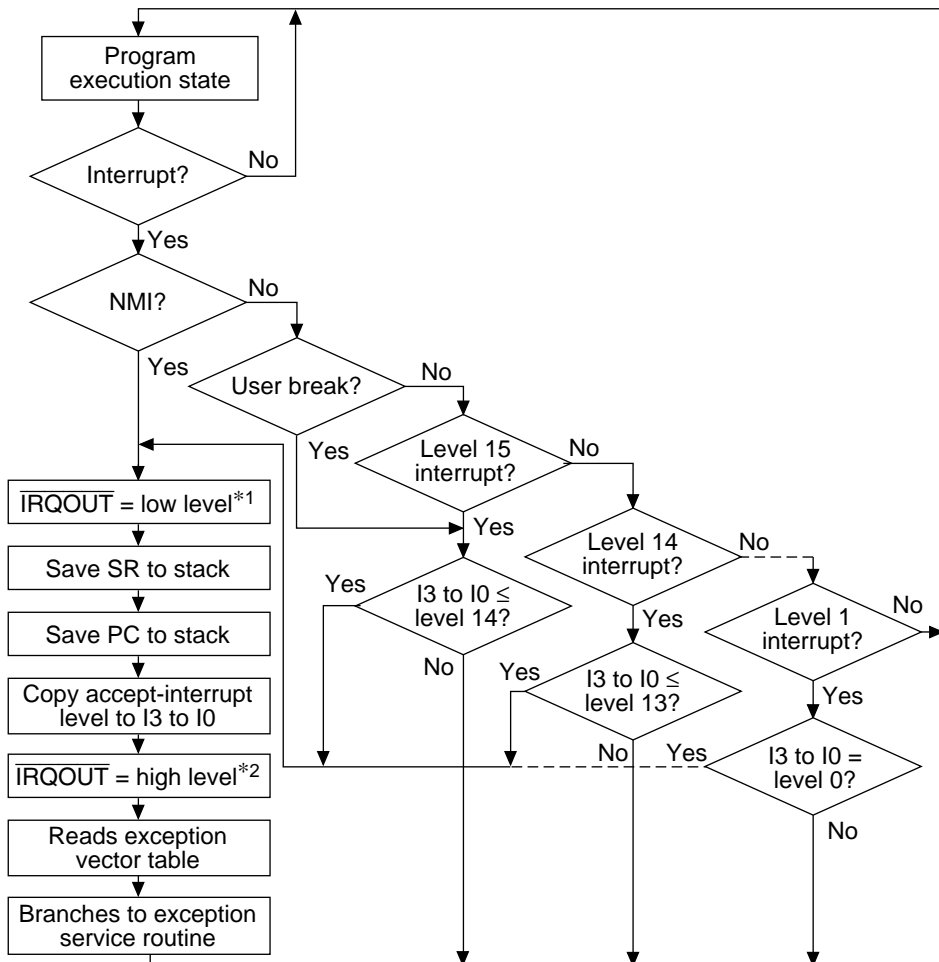 Program
execution state
Interrupt?
No
Yes
NMI?
No
Yes
User break?
No
Yes
Level 15
interrupt?
No
Yes
IRQOUT = low level*1
Level 14
interrupt?
No
Yes
Save SR to stack
Yes
I3 to I0 ≤
level 14?
No
Level 1
interrupt?
No
Yes
Save PC to stack
Yes
I3 to I0 ≤
level 13?
No
Copy accept-interrupt
level to I3 to I0
Yes
I3 to I0 =
level 0?
No
IRQOUT = high level*2
Reads exception
vector table
Branches to exception
service routine